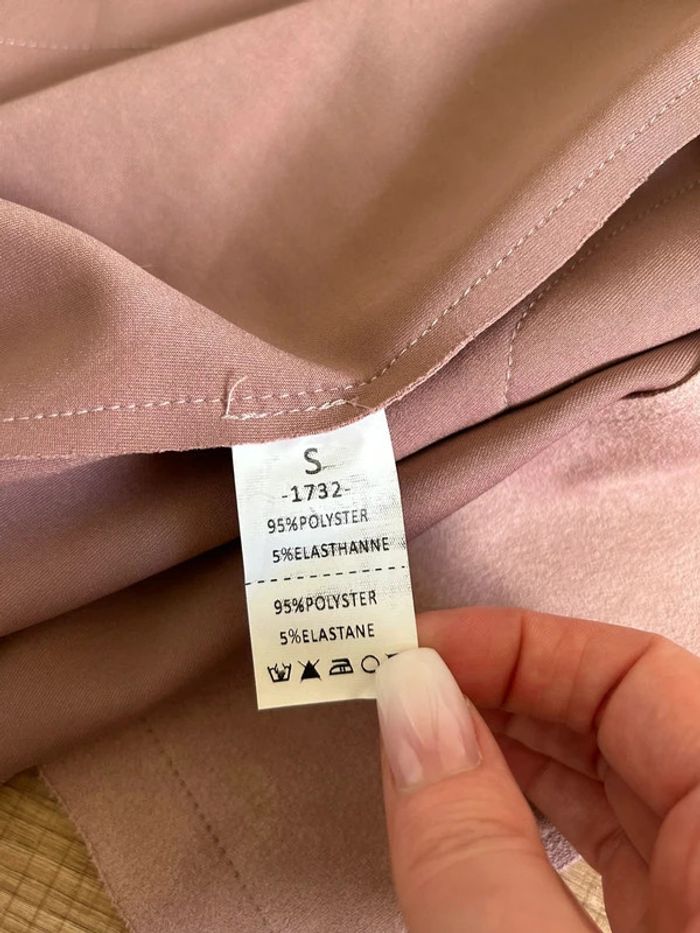 S
-1732-
95%POLYSTER
5%ELASTHANNE
95%POLYSTER
5%ELASTANE